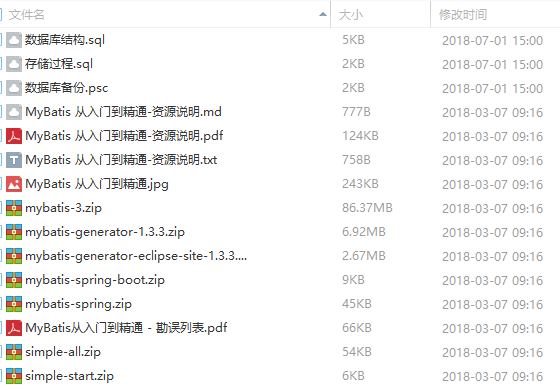 文件名 大小 修改时间
数据库结构.sql 5KB 2018-07-01 15:00
存储过程.sql 2KB 2018-07-01 15:00
数据库备份.psc 2KB 2018-07-01 15:00
MyBatis 从入门到精通-资源说明.md 777B 2018-03-07 09:16
MyBatis 从入门到精通-资源说明.pdf 124KB 2018-03-07 09:16
MyBatis 从入门到精通-资源说明.txt 758B 2018-03-07 09:16
MyBatis 从入门到精通.jpg 243KB 2018-03-07 09:16
mybatis-3.zip 86.37MB 2018-03-07 09:16
mybatis-generator-1.3.3.zip 6.92MB 2018-03-07 09:16
mybatis-generator-eclipse-site-1.3.3.... 2.67MB 2018-03-07 09:16
mybatis-spring-boot.zip 9KB 2018-03-07 09:16
mybatis-spring.zip 45KB 2018-03-07 09:16
MyBatis从入门到精通 - 勘误列表.pdf 66KB 2018-03-07 09:16
simple-all.zip 54KB 2018-03-07 09:16
simple-start.zip 6KB 2018-03-07 09:16